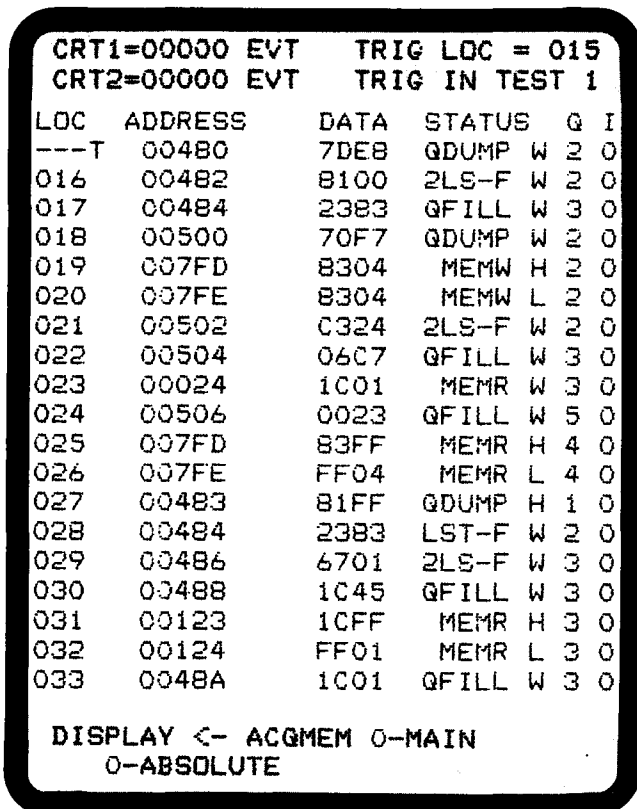 CRT1=00000 EVT TRIG LOC = 015
CRT2=00000 EVT TRIG IN TEST 1
LOC ADDRESS DATA STATUS Q I
---T 00480 7DE8 QDUMP W 2 0
016 00482 8100 2LS-F W 2 0
017 00484 2383 QFILL W 3 0
018 00500 70F7 QDUMP W 2 0
019 007FD 8304 MEMW H 2 0
020 007FE 8304 MEMW L 2 0
021 00502 C324 2LS-F W 2 0
022 00504 06C7 QFILL W 3 0
023 00024 1C01 MEMR W 3 0
024 00506 0023 QFILL W 5 0
025 007FD 83FF MEMR H 4 0
026 007FE FF04 MEMR L 4 0
027 00483 81FF QDUMP H 1 0
028 00484 2383 LST-F W 2 0
029 00486 6701 2LS-F W 3 0
030 00488 1C45 QFILL W 3 0
031 00123 1CFF MEMR H 3 0
032 00124 FF01 MEMR L 3 0
033 0048A 1C01 QFILL W 3 0
DISPLAY <- ACQMEM 0-MAIN
0-ABSOLUTE